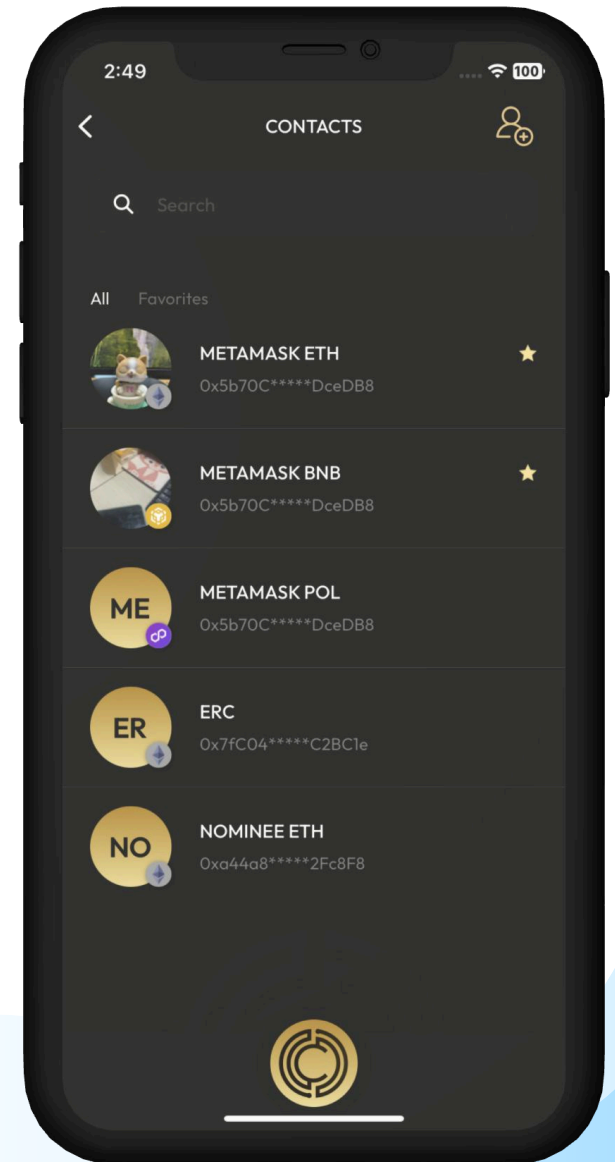 2:49
100
CONTACTS
Search
All Favorites
METAMASK ETH
0x5b70C*****DceDB8
METAMASK BNB
0x5b70C*****DceDB8
ME
METAMASK POL
0x5b70C*****DceDB8
ER
ERC
0x7fC04*****C2BC1e
NO
NOMINEE ETH
0xa44a8*****2Fc8F8